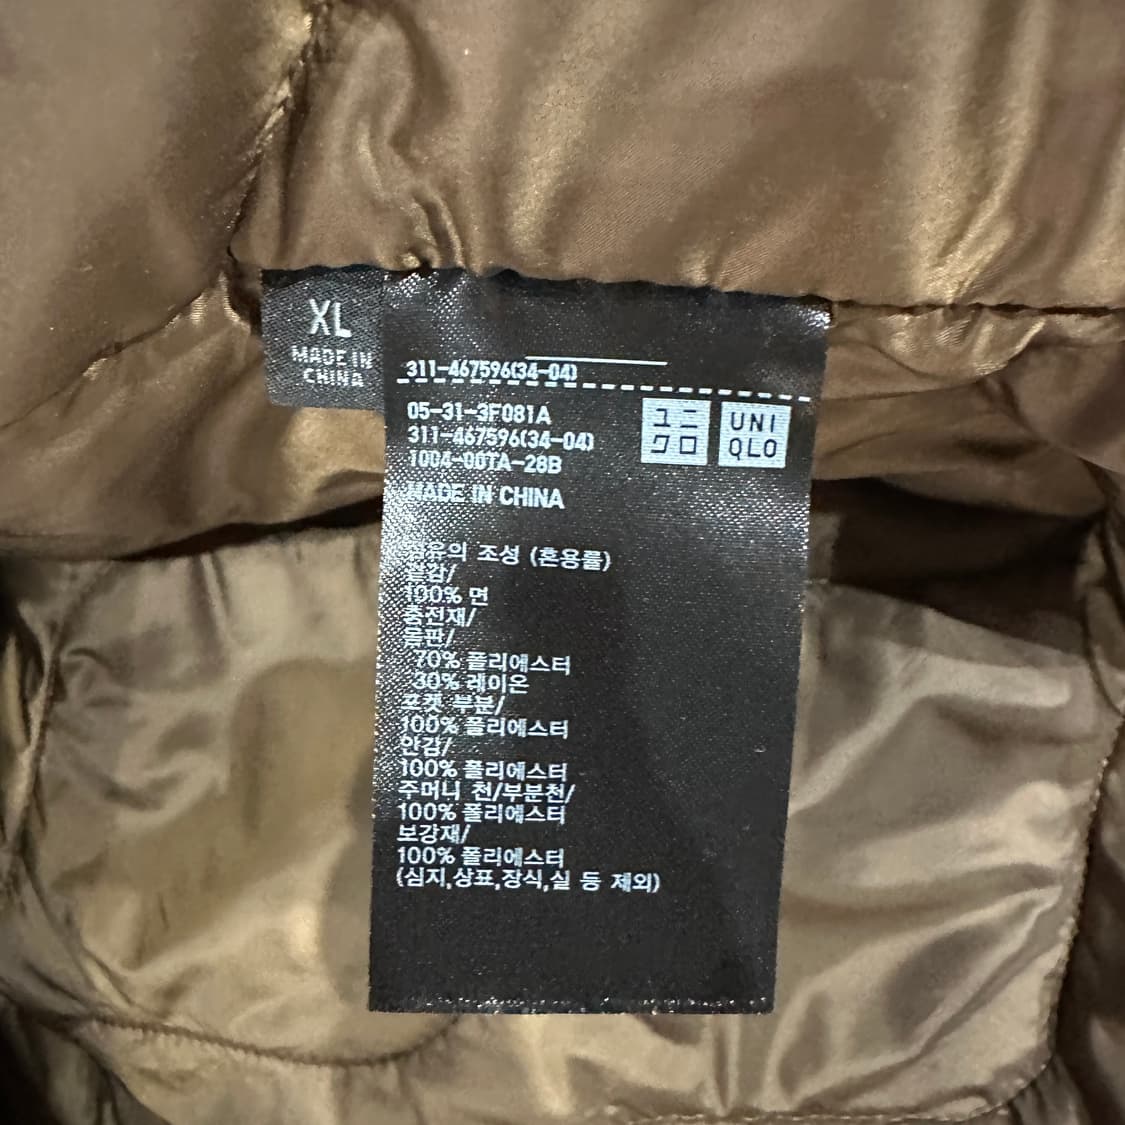 XL
MADE IN
CHINA
311-467596(34-04)
05-31-3F081A
311-467596(34-04)
1004-007A-28B
MADE IN CHINA
ユニ
クロ
UNI
QLO
섬유의 조성 (혼용률)
겉감/
100% 면
충전재/
몸판/
70% 폴리에스터
30% 레이온
포켓 부분/
100% 폴리에스터
안감/
100% 폴리에스터
주머니 천/부분천/
100% 폴리에스터
보강재/
100% 폴리에스터
(심지,상표,장식,실 등 제외)